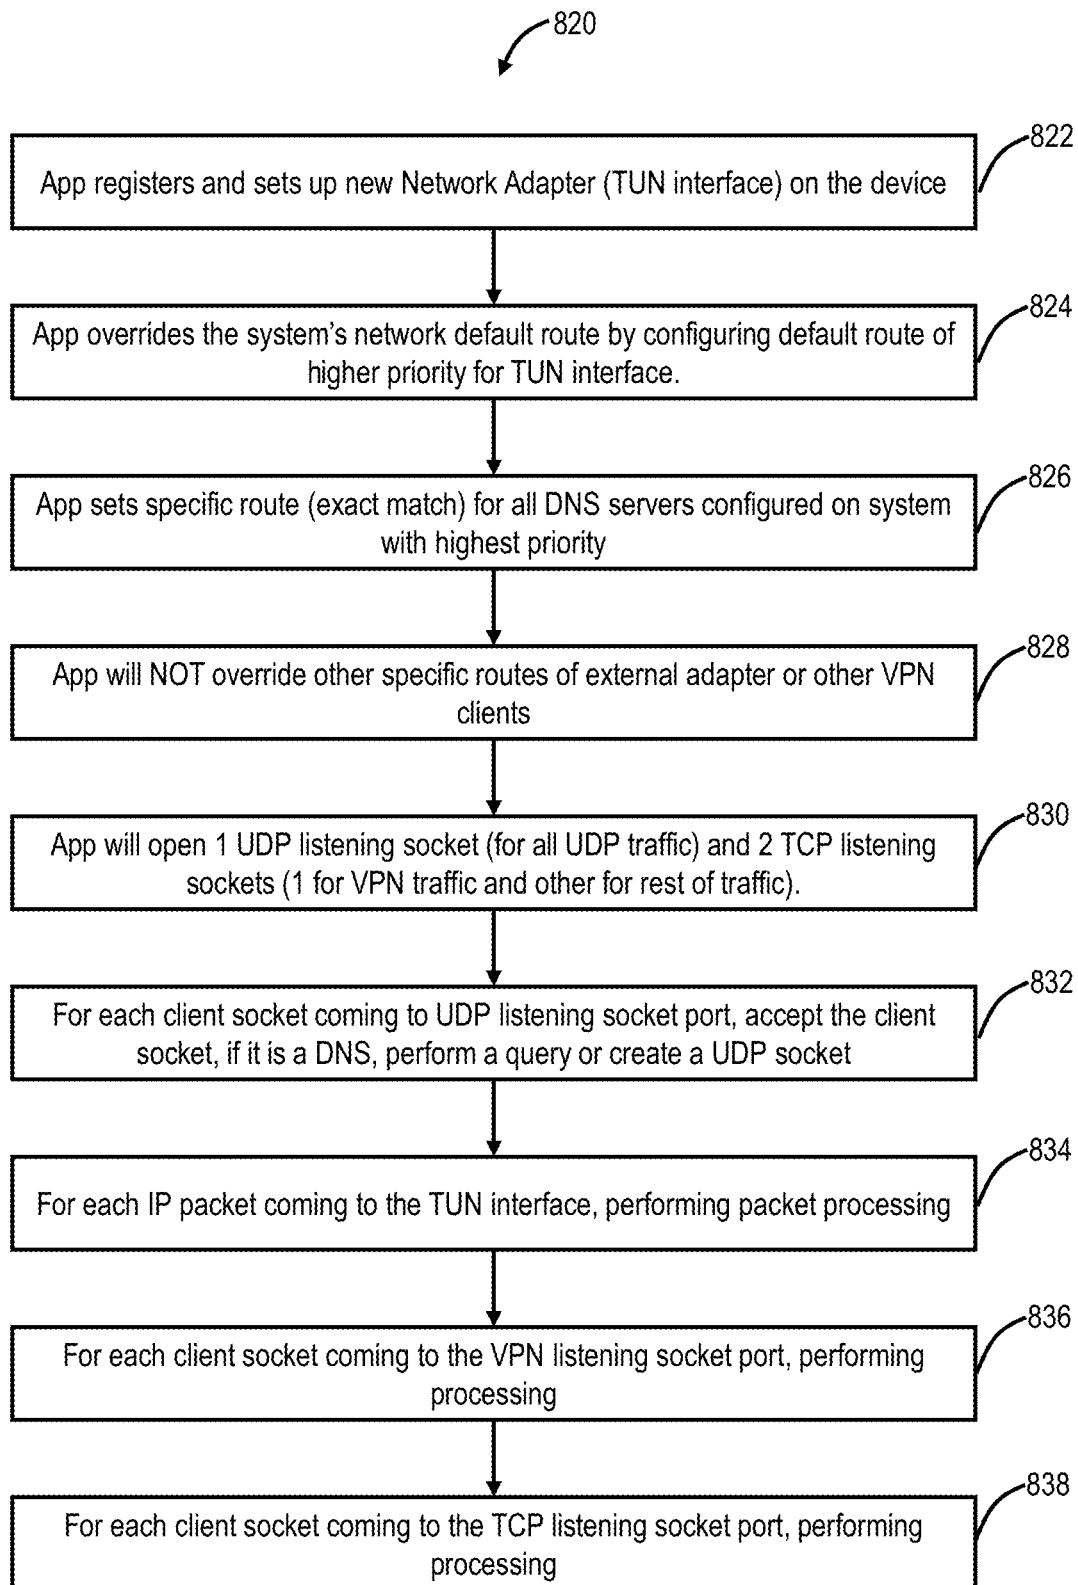 820
822
App registers and sets up new Network Adapter (TUN interface) on the device
824
App overrides the system's network default route by configuring default route of
higher priority for TUN interface.
826
App sets specific route (exact match) for all DNS servers configured on system
with highest priority
828
App will NOT override other specific routes of external adapter or other VPN
clients
830
App will open 1 UDP listening socket (for all UDP traffic) and 2 TCP listening
sockets (1 for VPN traffic and other for rest of traffic).
832
For each client socket coming to UDP listening socket port, accept the client
socket, if it is a DNS, perform a query or create a UDP socket
834
For each IP packet coming to the TUN interface, performing packet processing
836
For each client socket coming to the VPN listening socket port, performing
processing
838
For each client socket coming to the TCP listening socket port, performing
processing